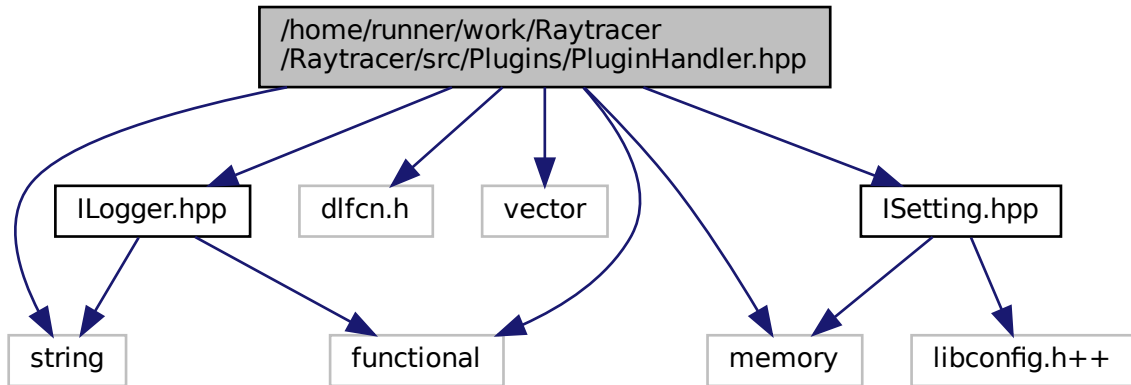 /home/runner/work/Raytracer
/Raytracer/src/Plugins/PluginHandler.hpp
ILogger.hpp
dlfcn.h
vector
ISetting.hpp
string
functional
memory
libconfig.h++